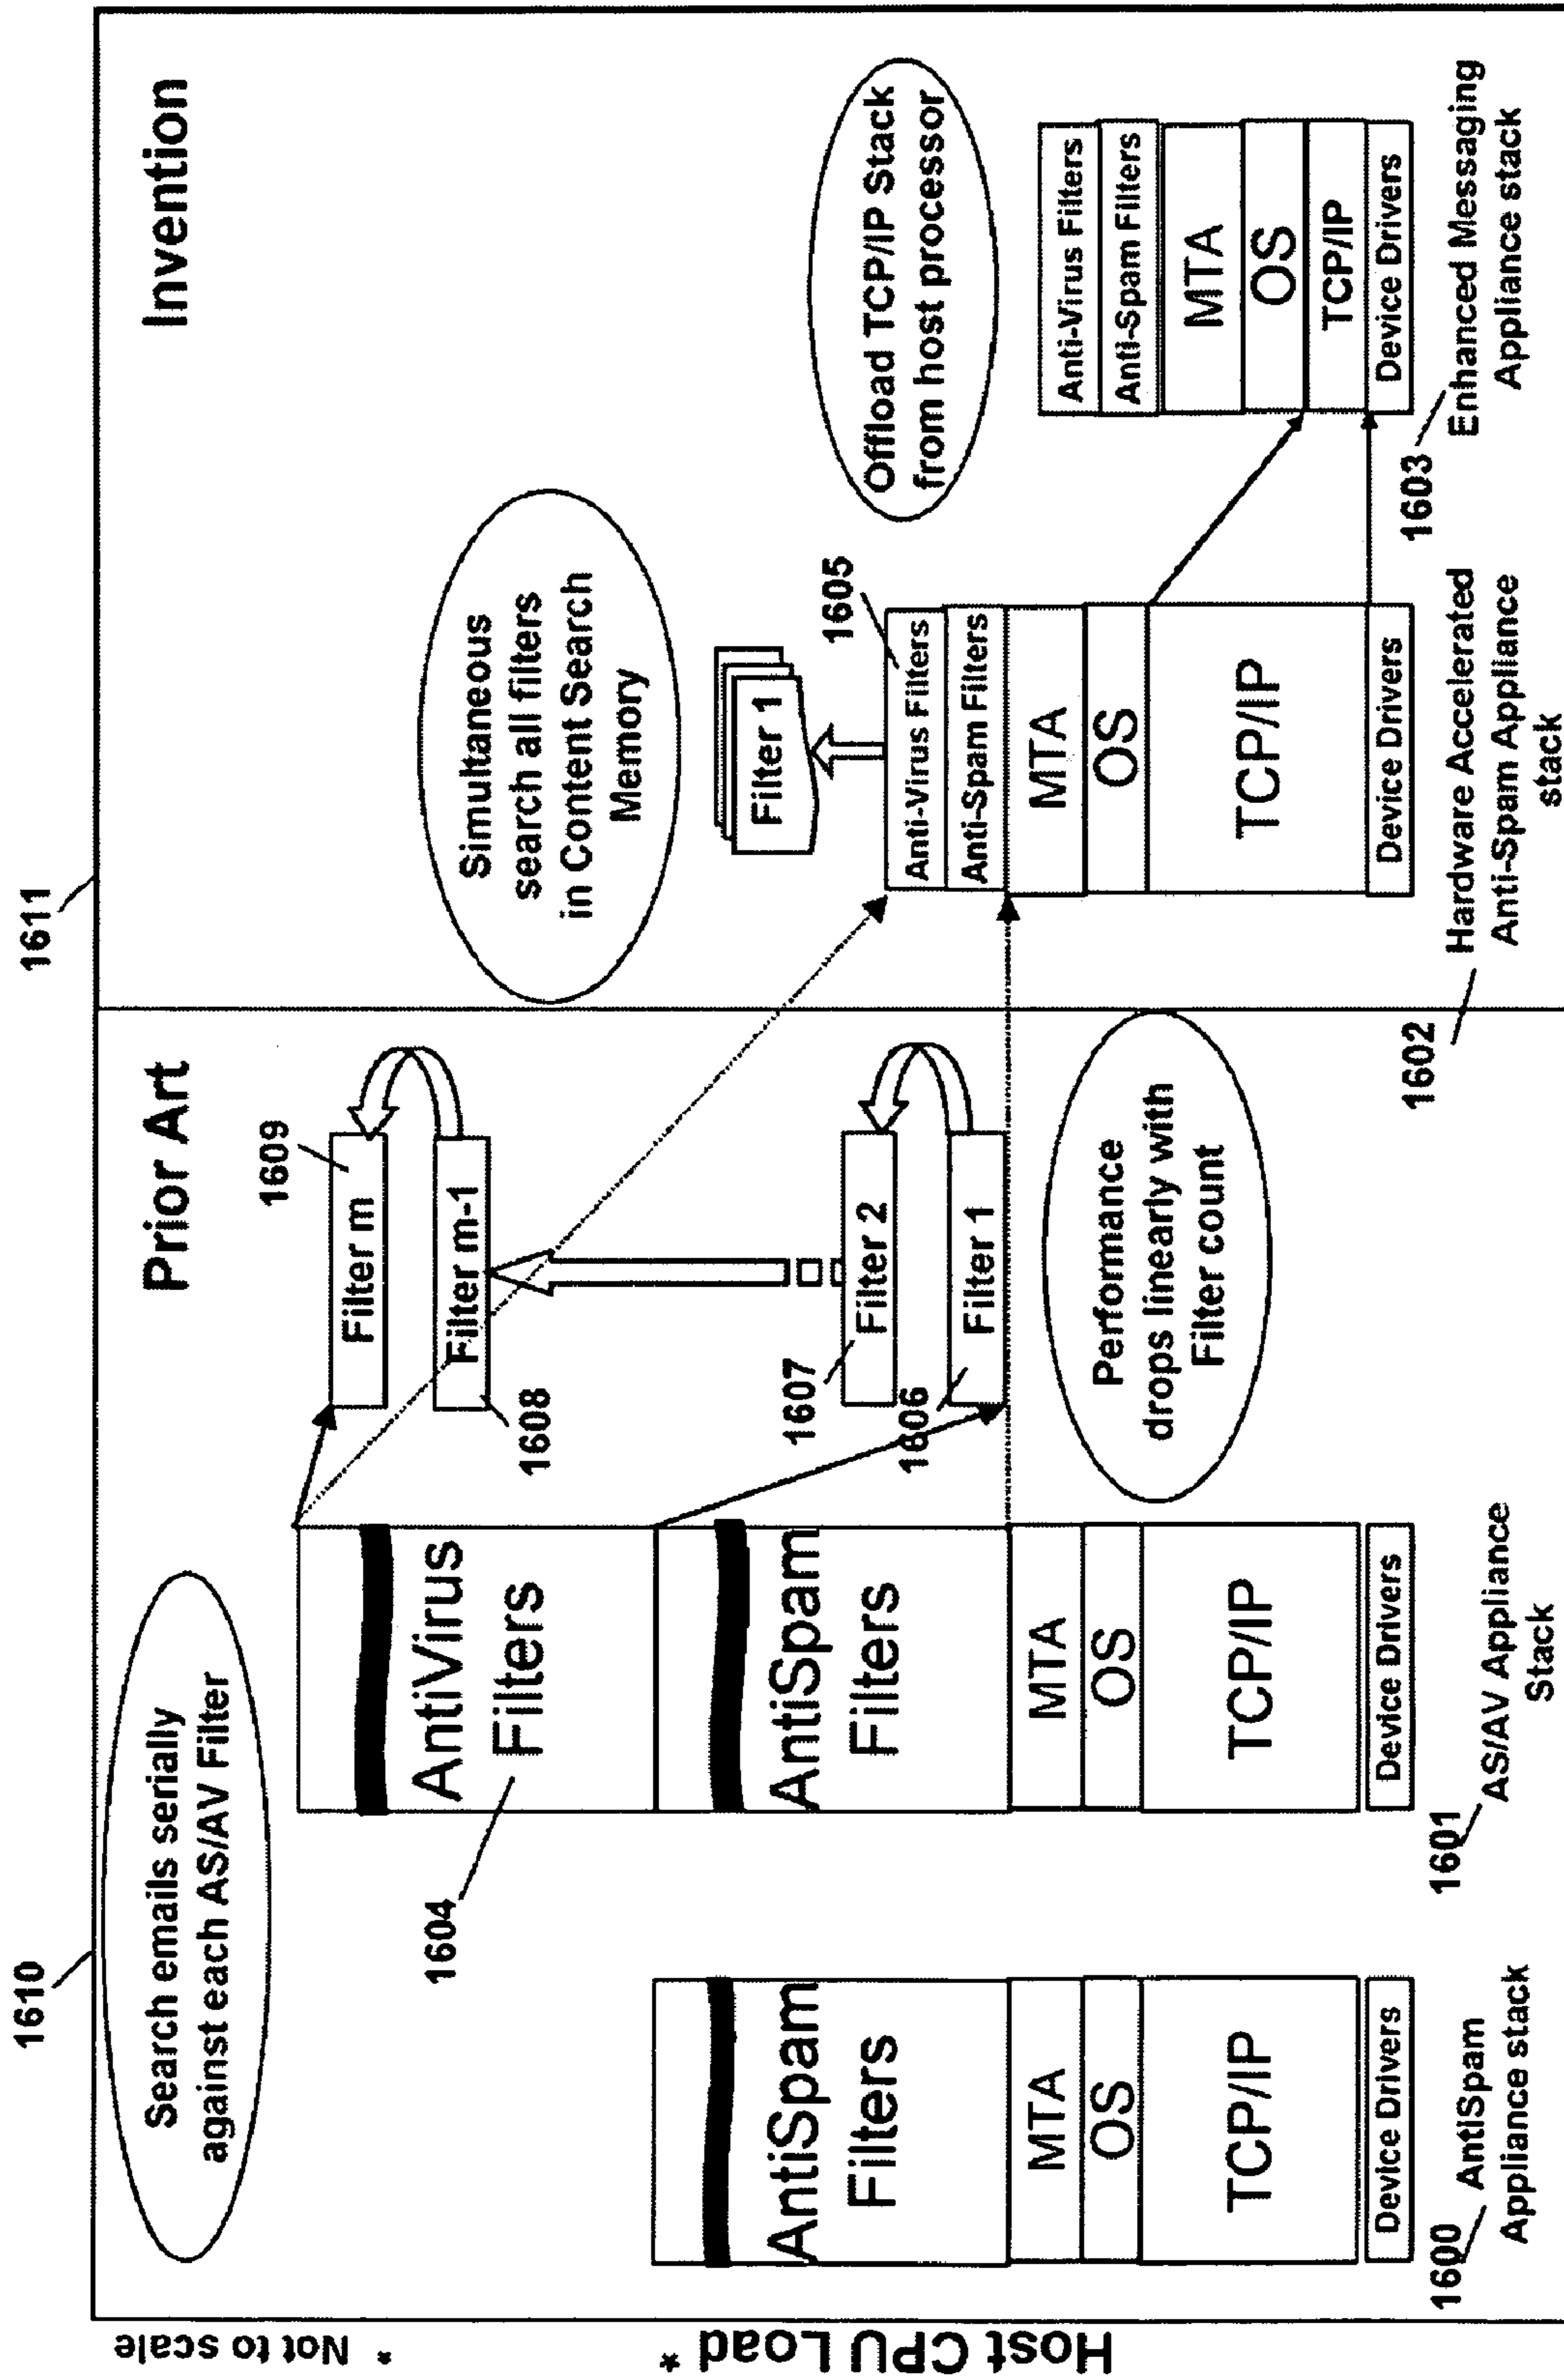 1610
1611
Prior Art
Invention
Search emails serially
against each AS/AV Filter
* Not to scale
Host CPU Load *
AntiSpam
Filters
MTA
OS
TCP/IP
Device Drivers
1600
AntiSpam
Appliance stack
1604
AntiVirus
Filters
AntiSpam
Filters
MTA
OS
TCP/IP
Device Drivers
1601
AS/AV Appliance
Stack
1609
Filter m
Filter m-1
1608
1607
Filter 2
1606
Filter 1
Performance
drops linearly with
Filter count
Simultaneous
search all filters
in Content Search
Memory
Filter 1
1605
Anti-Virus Filters
Anti-Spam Filters
MTA
OS
TCP/IP
Device Drivers
1602
Hardware Accelerated
Anti-Spam Appliance
stack
Offload TCP/IP Stack
from host processor
Anti-Virus Filters
Anti-Spam Filters
MTA
OS
TCP/IP
Device Drivers
1603
Enhanced Messaging
Appliance stack